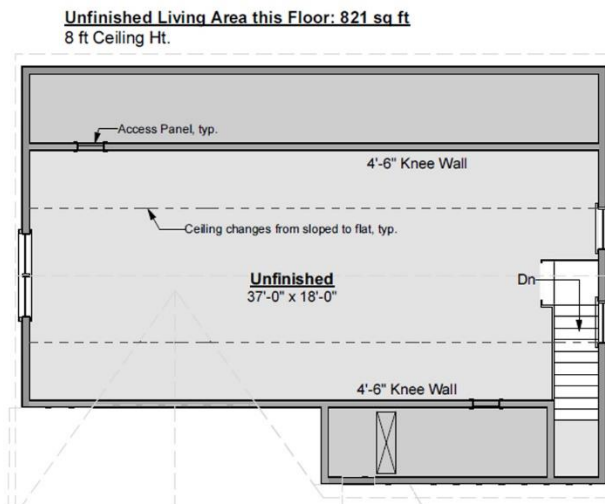 Unfinished Living Area this Floor: 821 sq ft
8 ft Ceiling Ht.
Access Panel, typ.
4'-6" Knee Wall
Ceiling changes from sloped to flat, typ.
Unfinished
37'-0" x 18'-0"
Dn
4'-6" Knee Wall